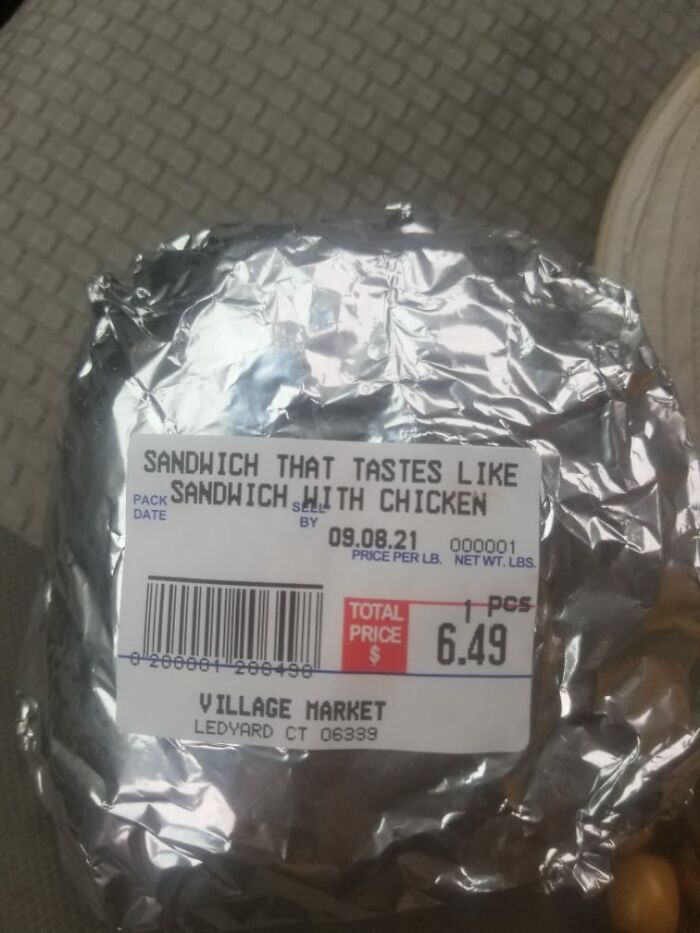 SANDWICH THAT TASTES LIKE
SANDWICH WITH CHICKEN
PACK DATE
SELL BY
09.08.21 000001
PRICE PER LB. NET WT. LBS.
1 PCS
TOTAL PRICE $
6.49
0 200001 200498
VILLAGE MARKET
LEDYARD CT 06339